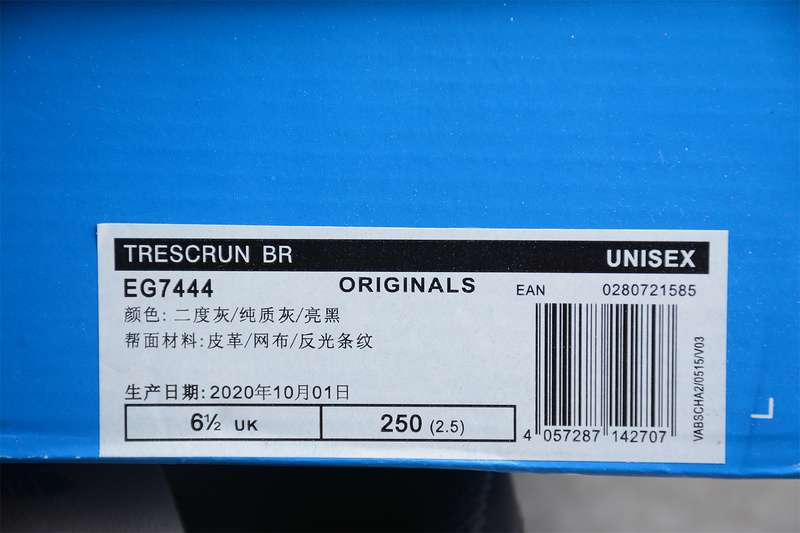 TRESCRUN BR UNISEX
EG7444 ORIGINALS EAN 0280721585
颜色: 二度灰/纯质灰/亮黑
帮面材料:皮革/网布/反光条纹
生产日期:2020年10月01日
6½ UK 250 (2.5)
4 057287 142707
VABSCHA2/0515/V03